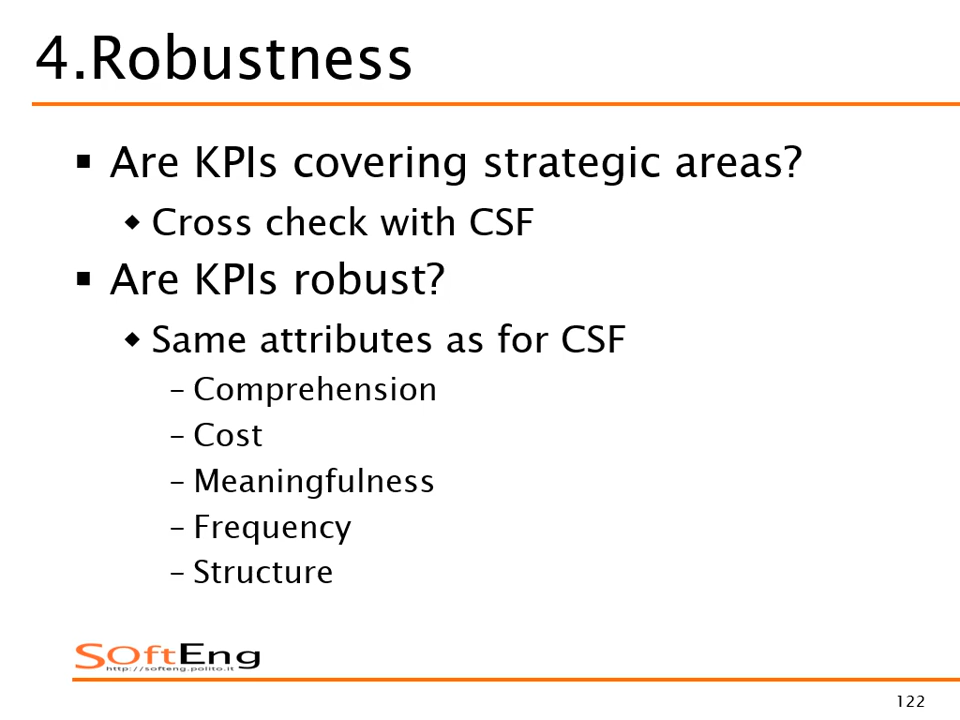 4.Robustness
▪ Are KPIs covering strategic areas?
◆ Cross check with CSF
▪ Are KPIs robust?
◆ Same attributes as for CSF
– Comprehension
– Cost
– Meaningfulness
– Frequency
– Structure
SOftEng
http://softeng.polito.it
122